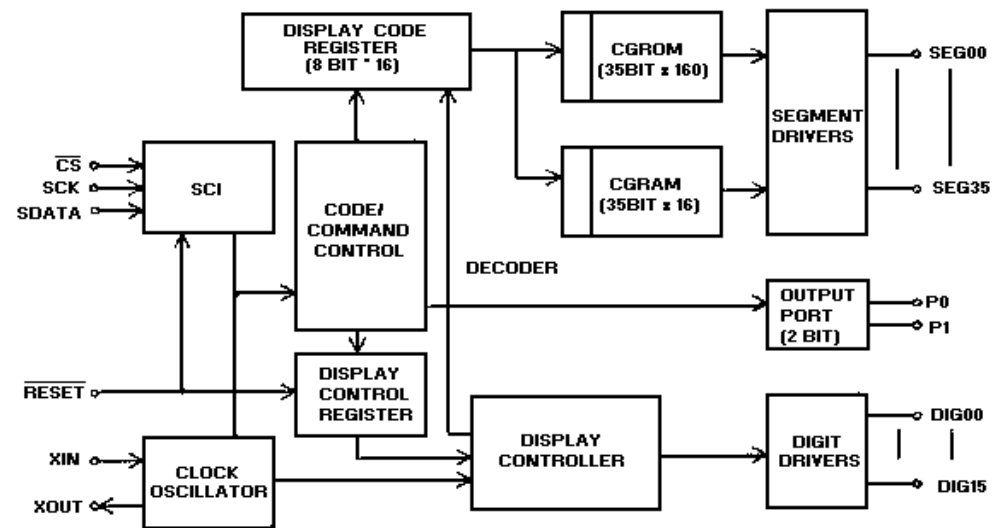 DISPLAY CODE
REGISTER
(8 BIT * 16)
CGROM
(35BIT x 160)
SEGMENT
DRIVERS
SEG00
SEG35
CS
SCK
SDATA
SCI
CODE/
COMMAND
CONTROL
CGRAM
(35BIT x 16)
DECODER
OUTPUT
PORT
(2 BIT)
P0
P1
RESET
DISPLAY
CONTROL
REGISTER
XIN
XOUT
CLOCK
OSCILLATOR
DISPLAY
CONTROLLER
DIGIT
DRIVERS
DIG00
DIG15